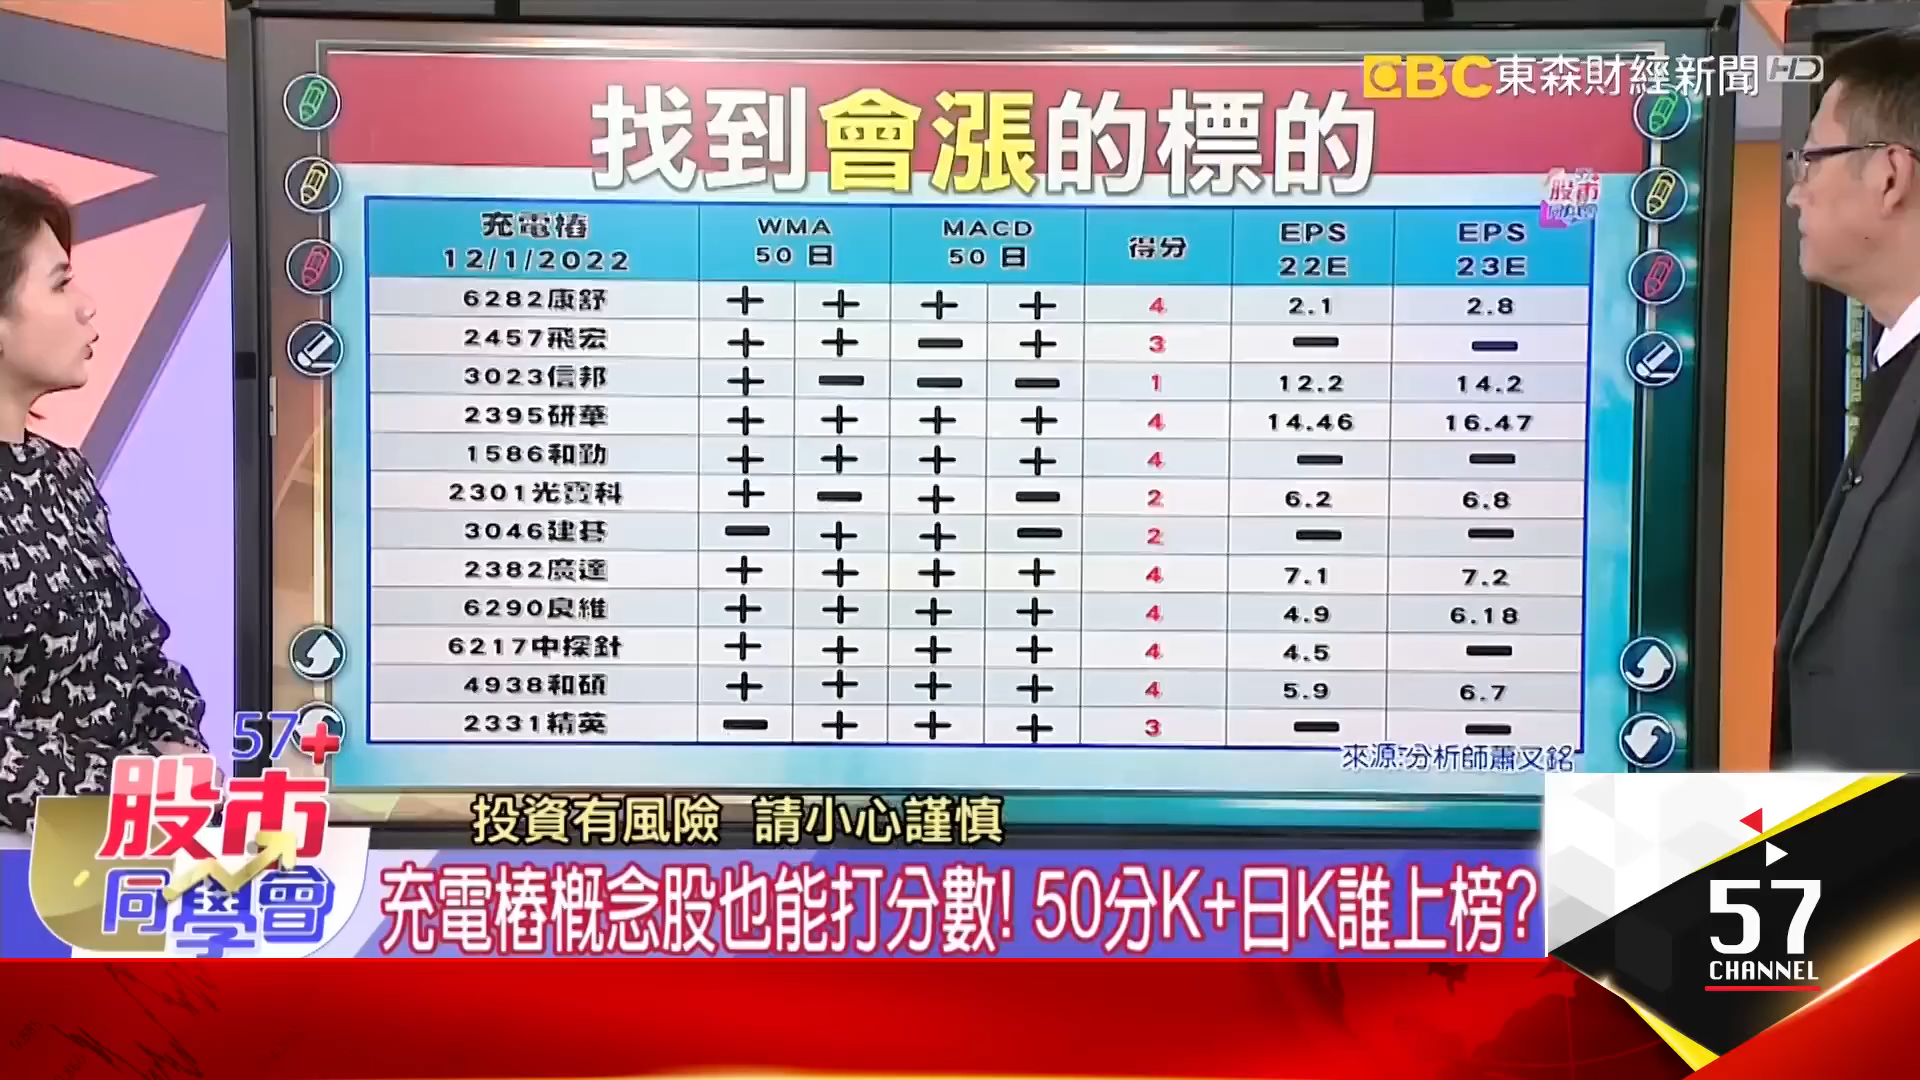 EBC東森財經新聞HD
找到會漲的標的
股市
充電樁 12/1/2022 WMA 50日 MACD 50日 得分 EPS 22E EPS 23E
6282康舒 + + + + 4 2.1 2.8
2457飛宏 + + − + 3 − −
3023信邦 + − − − 1 12.2 14.2
2395研華 + + + + 4 14.46 16.47
1586和勤 + + + + 4 − −
2301光寶科 + − + − 2 6.2 6.8
3046建碁 − + + − 2 − −
2382廣達 + + + + 4 7.1 7.2
6290良維 + + + + 4 4.9 6.18
6217中探針 + + + + 4 4.5 −
4938和碩 + + + + 4 5.9 6.7
2331精英 − + + + 3 − −
來源:分析師蕭又銘
57+
股市
同學會
投資有風險 請小心謹慎
充電樁概念股也能打分數! 50分K+日K誰上榜?
57
CHANNEL